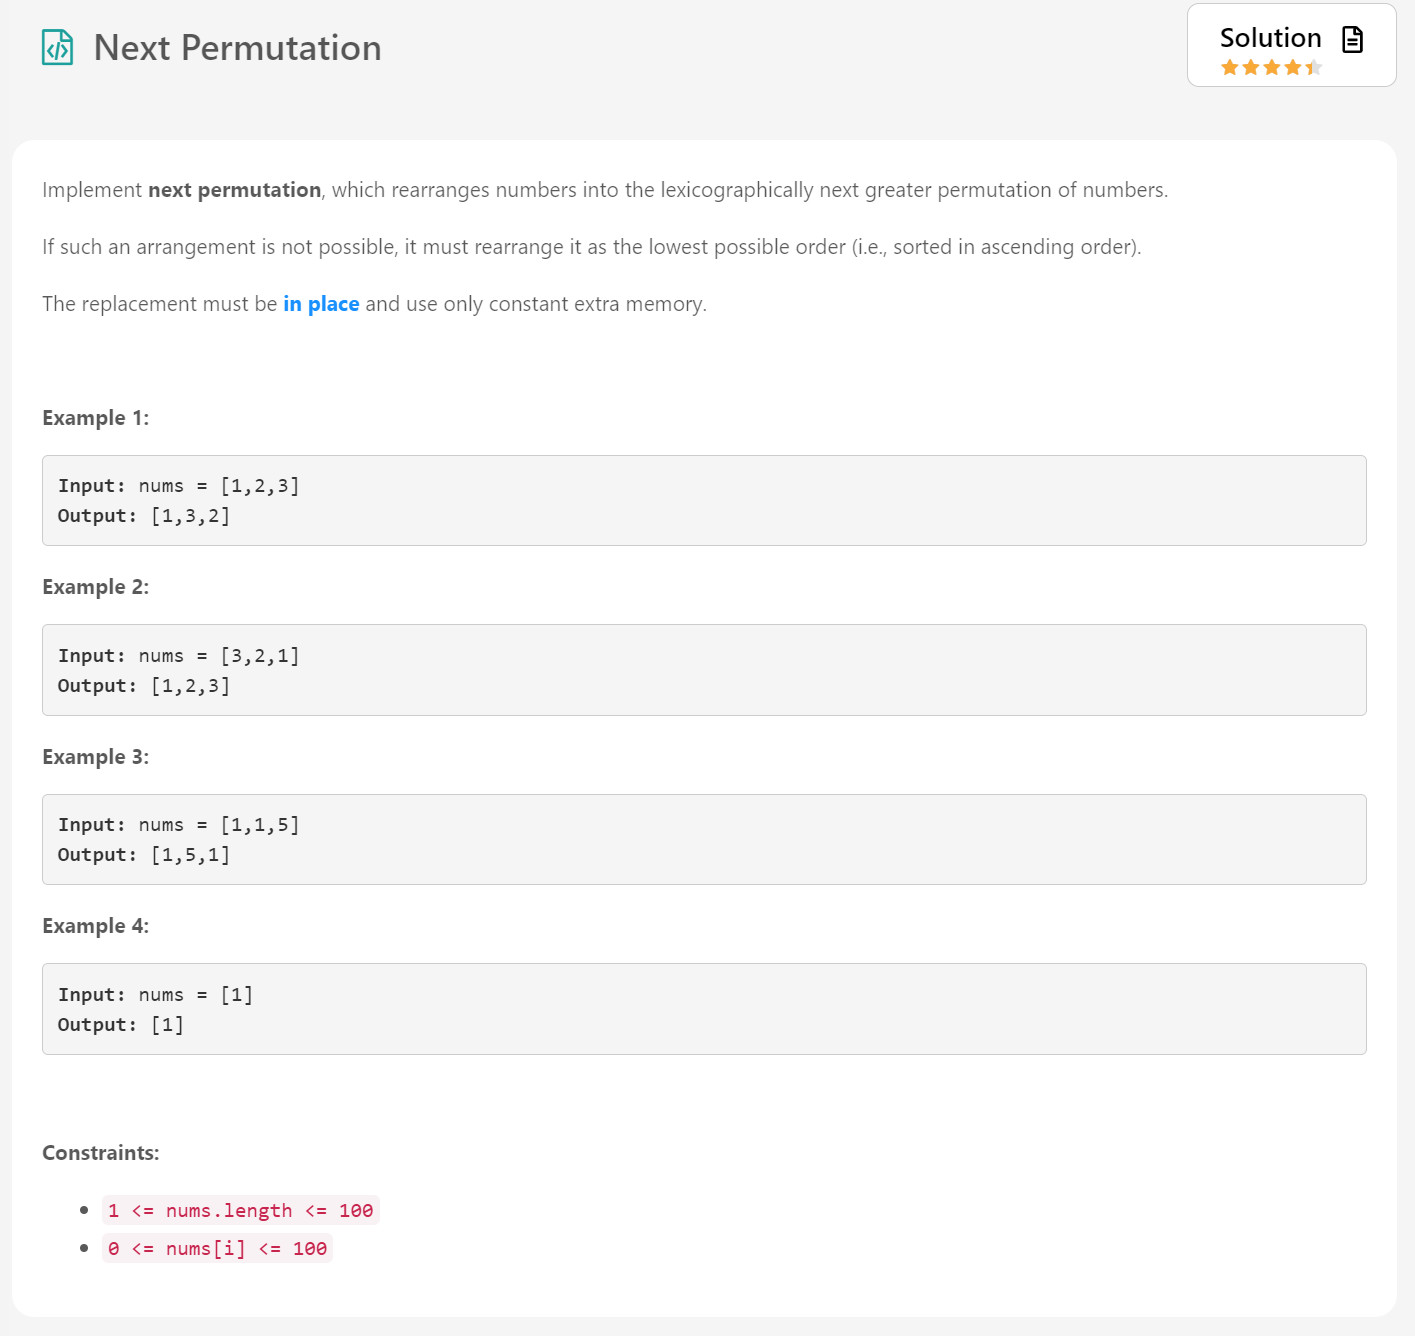 Next Permutation
Solution
Implement next permutation, which rearranges numbers into the lexicographically next greater permutation of numbers.
If such an arrangement is not possible, it must rearrange it as the lowest possible order (i.e., sorted in ascending order).
The replacement must be in place and use only constant extra memory.
Example 1:
Input: nums = [1,2,3]
Output: [1,3,2]
Example 2:
Input: nums = [3,2,1]
Output: [1,2,3]
Example 3:
Input: nums = [1,1,5]
Output: [1,5,1]
Example 4:
Input: nums = [1]
Output: [1]
Constraints:
1 <= nums.length <= 100
0 <= nums[i] <= 100